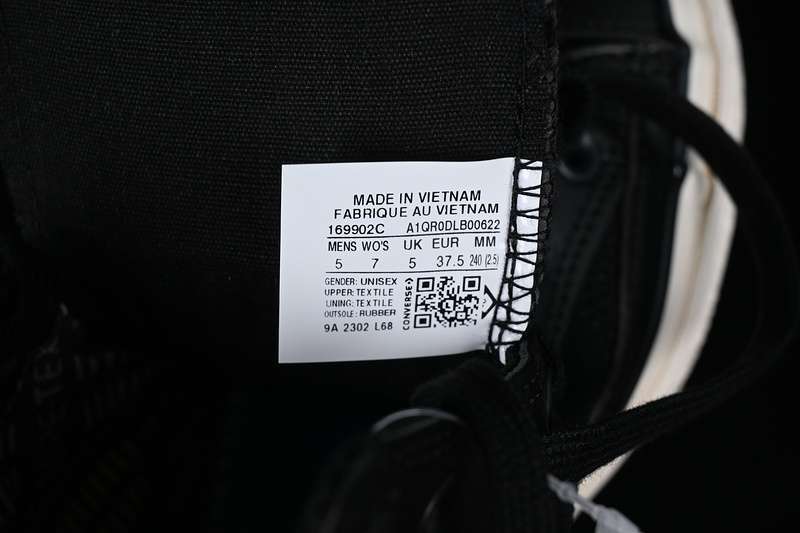 MADE IN VIETNAM
FABRIQUE AU VIETNAM
169902C A1QR0DLB00622
MENS WO'S UK EUR MM
5 7 5 37.5 240 (2.5)
GENDER: UNISEX
UPPER: TEXTILE
LINING: TEXTILE
OUTSOLE: RUBBER
9A 2302 L68
CONVERSE